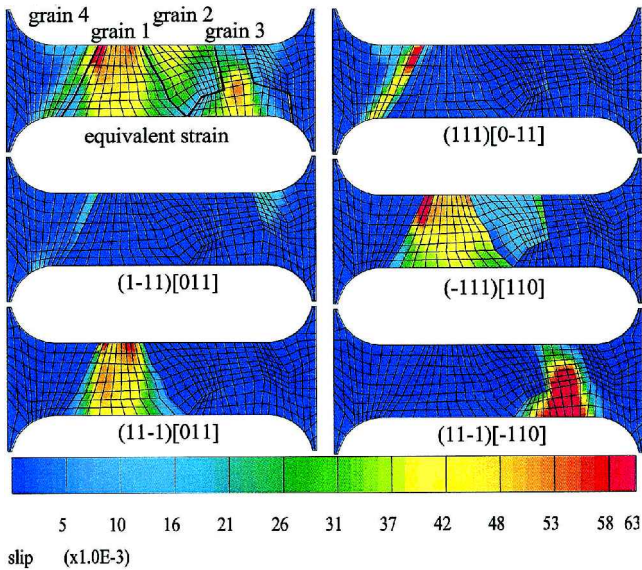 grain 4
grain 1
grain 2
grain 3
equivalent strain
(111)[0-11]
(1-11)[011]
(-111)[110]
(11-1)[011]
(11-1)[-110]
5 10 16 21 26 31 37 42 48 53 58 63
slip (x1.0E-3)